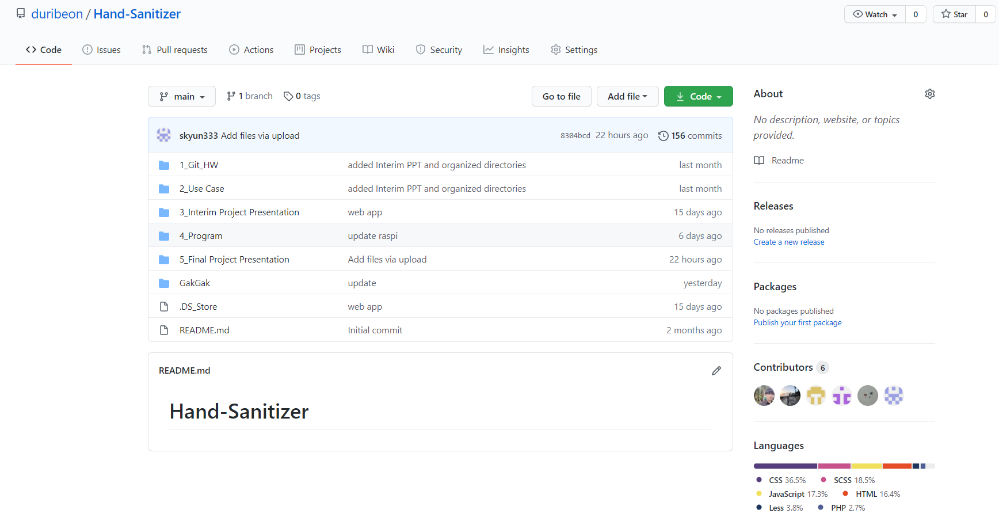 duribeon / Hand-Sanitizer
Watch 0 Star 0
Code Issues Pull requests Actions Projects Wiki Security Insights Settings
main 1 branch 0 tags Go to file Add file Code
skyun333 Add files via upload 8304bcd 22 hours ago 156 commits
1_Git_HW added Interim PPT and organized directories last month
2_Use Case added Interim PPT and organized directories last month
3_Interim Project Presentation web app 15 days ago
4_Program update raspi 6 days ago
5_Final Project Presentation Add files via upload 22 hours ago
GakGak update yesterday
.DS_Store web app 15 days ago
README.md Initial commit 2 months ago
README.md
Hand-Sanitizer
About
No description, website, or topics
provided.
Readme
Releases
No releases published
Create a new release
Packages
No packages published
Publish your first package
Contributors 6
Languages
CSS 36.5% SCSS 18.5%
JavaScript 17.3% HTML 16.4%
Less 3.8% PHP 2.7%